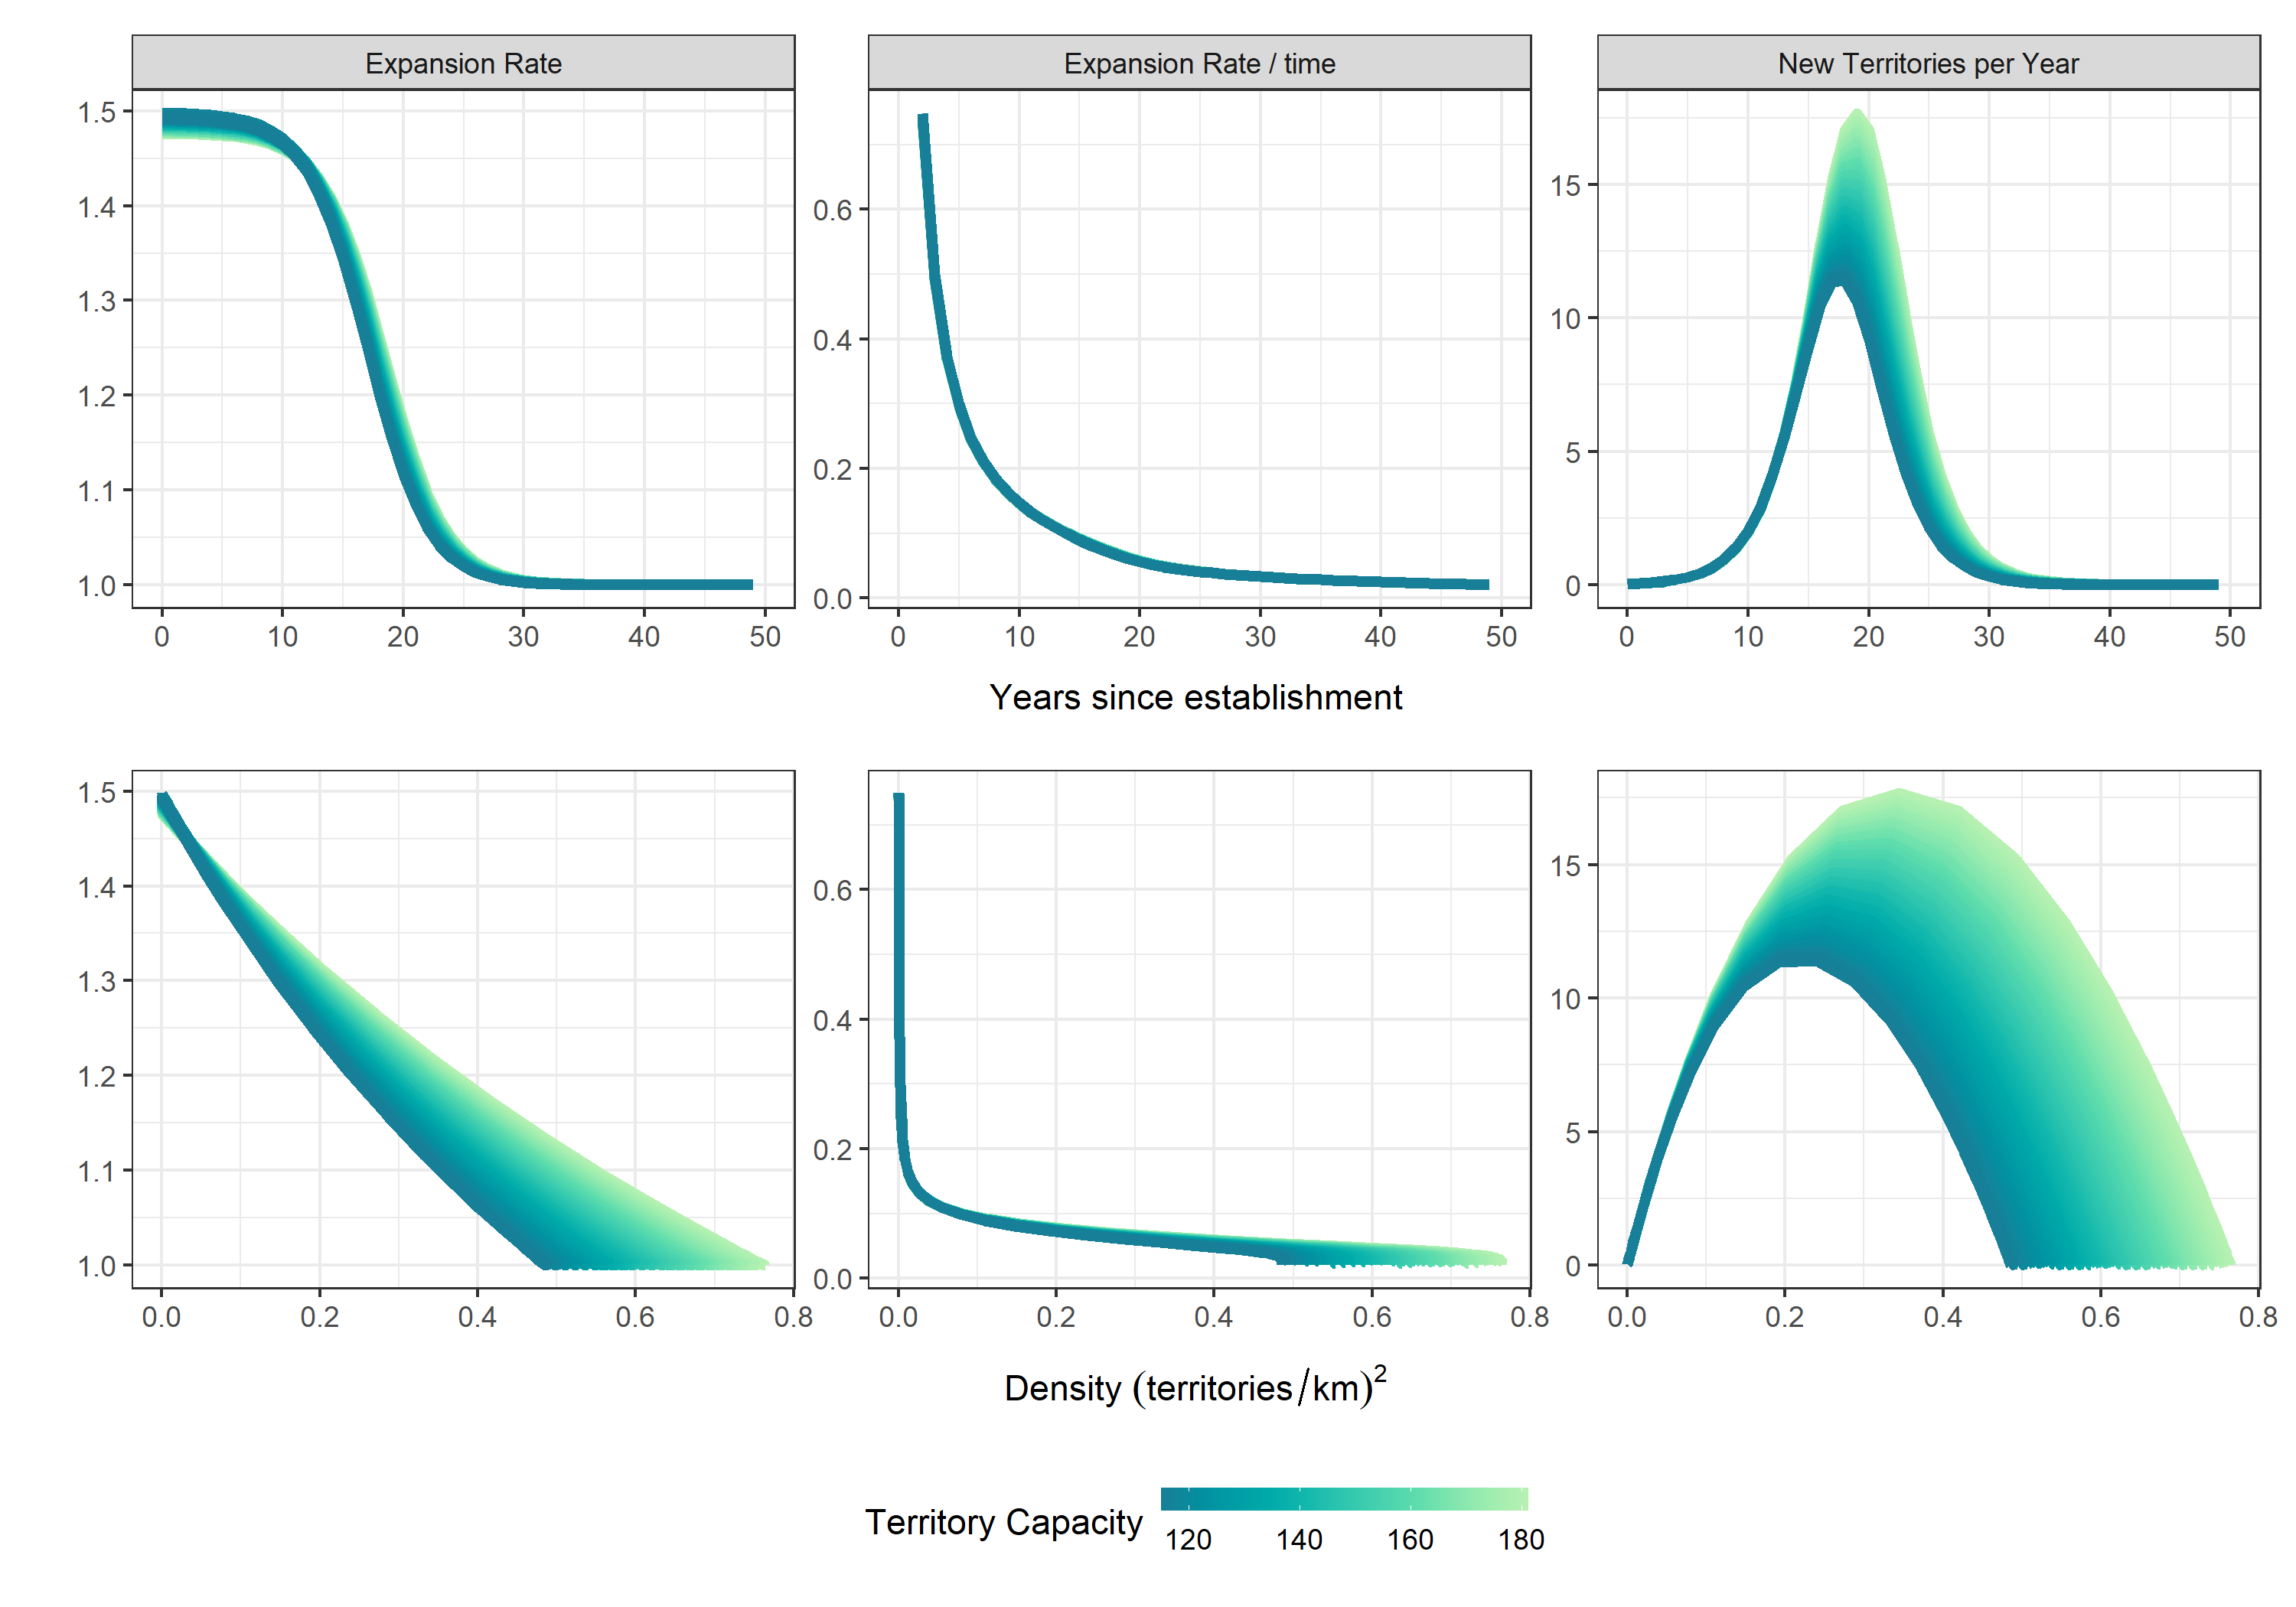 Expansion Rate
Expansion Rate / time
New Territories per Year
1.5
1.4
1.3
1.2
1.1
1.0
0.6
0.4
0.2
0.0
15
10
5
0
0 10 20 30 40 50
0 10 20 30 40 50
0 10 20 30 40 50
Years since establishment
1.5
1.4
1.3
1.2
1.1
1.0
0.6
0.4
0.2
0.0
15
10
5
0
0.0 0.2 0.4 0.6 0.8
0.0 0.2 0.4 0.6 0.8
0.0 0.2 0.4 0.6 0.8
Density (territories/km)²
Territory Capacity
120 140 160 180